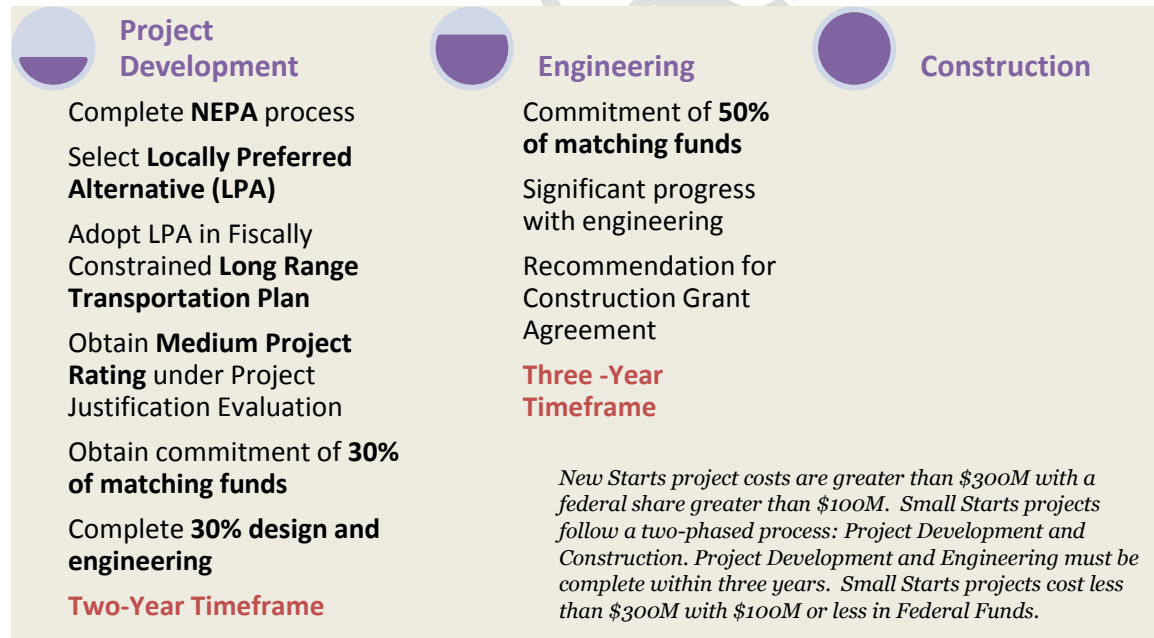 Project
Development
Complete NEPA process
Select Locally Preferred
Alternative (LPA)
Adopt LPA in Fiscally
Constrained Long Range
Transportation Plan
Obtain Medium Project
Rating under Project
Justification Evaluation
Obtain commitment of 30%
of matching funds
Complete 30% design and
engineering
Two-Year Timeframe
Engineering
Commitment of 50%
of matching funds
Significant progress
with engineering
Recommendation for
Construction Grant
Agreement
Three -Year
Timeframe
Construction
New Starts project costs are greater than $300M with a
federal share greater than $100M.  Small Starts projects
follow a two-phased process: Project Development and
Construction. Project Development and Engineering must be
complete within three years.  Small Starts projects cost less
than $300M with $100M or less in Federal Funds.